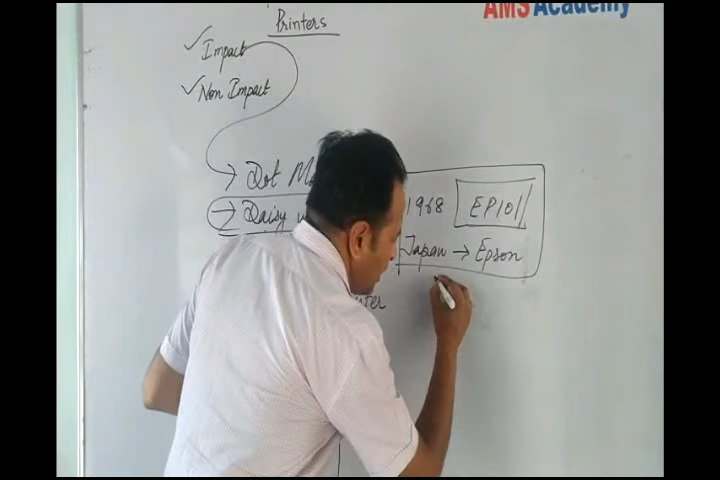 AMS Academy
Printers
✓ Impact
✓ Non Impact
→ Dot M
→ Daisy w
1968 EP101
Japan → Epson